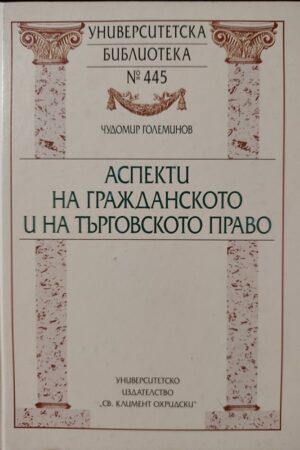 УНИВЕРСИТЕТСКА
БИБЛИОТЕКА
№ 445
ЧУДОМИР ГОЛЕМИНОВ
АСПЕКТИ
НА ГРАЖДАНСКОТО
И НА ТЪРГОВСКОТО ПРАВО
УНИВЕРСИТЕТСКО
ИЗДАТЕЛСТВО
„СВ. КЛИМЕНТ ОХРИДСКИ"